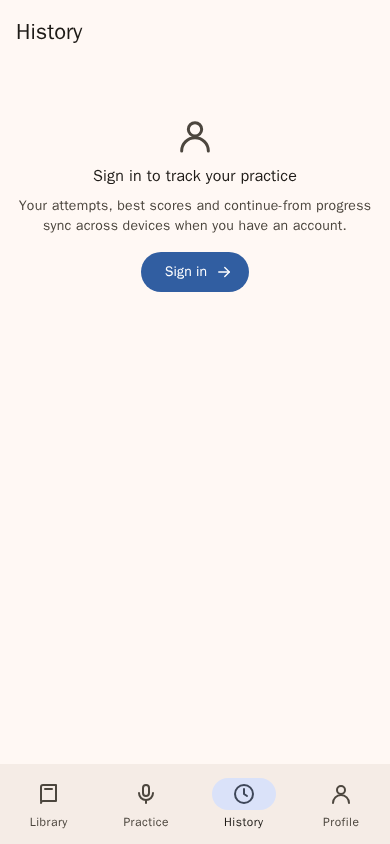 History
Sign in to track your practice
Your attempts, best scores and continue-from progress
sync across devices when you have an account.
Sign in
Library
Practice
History
Profile